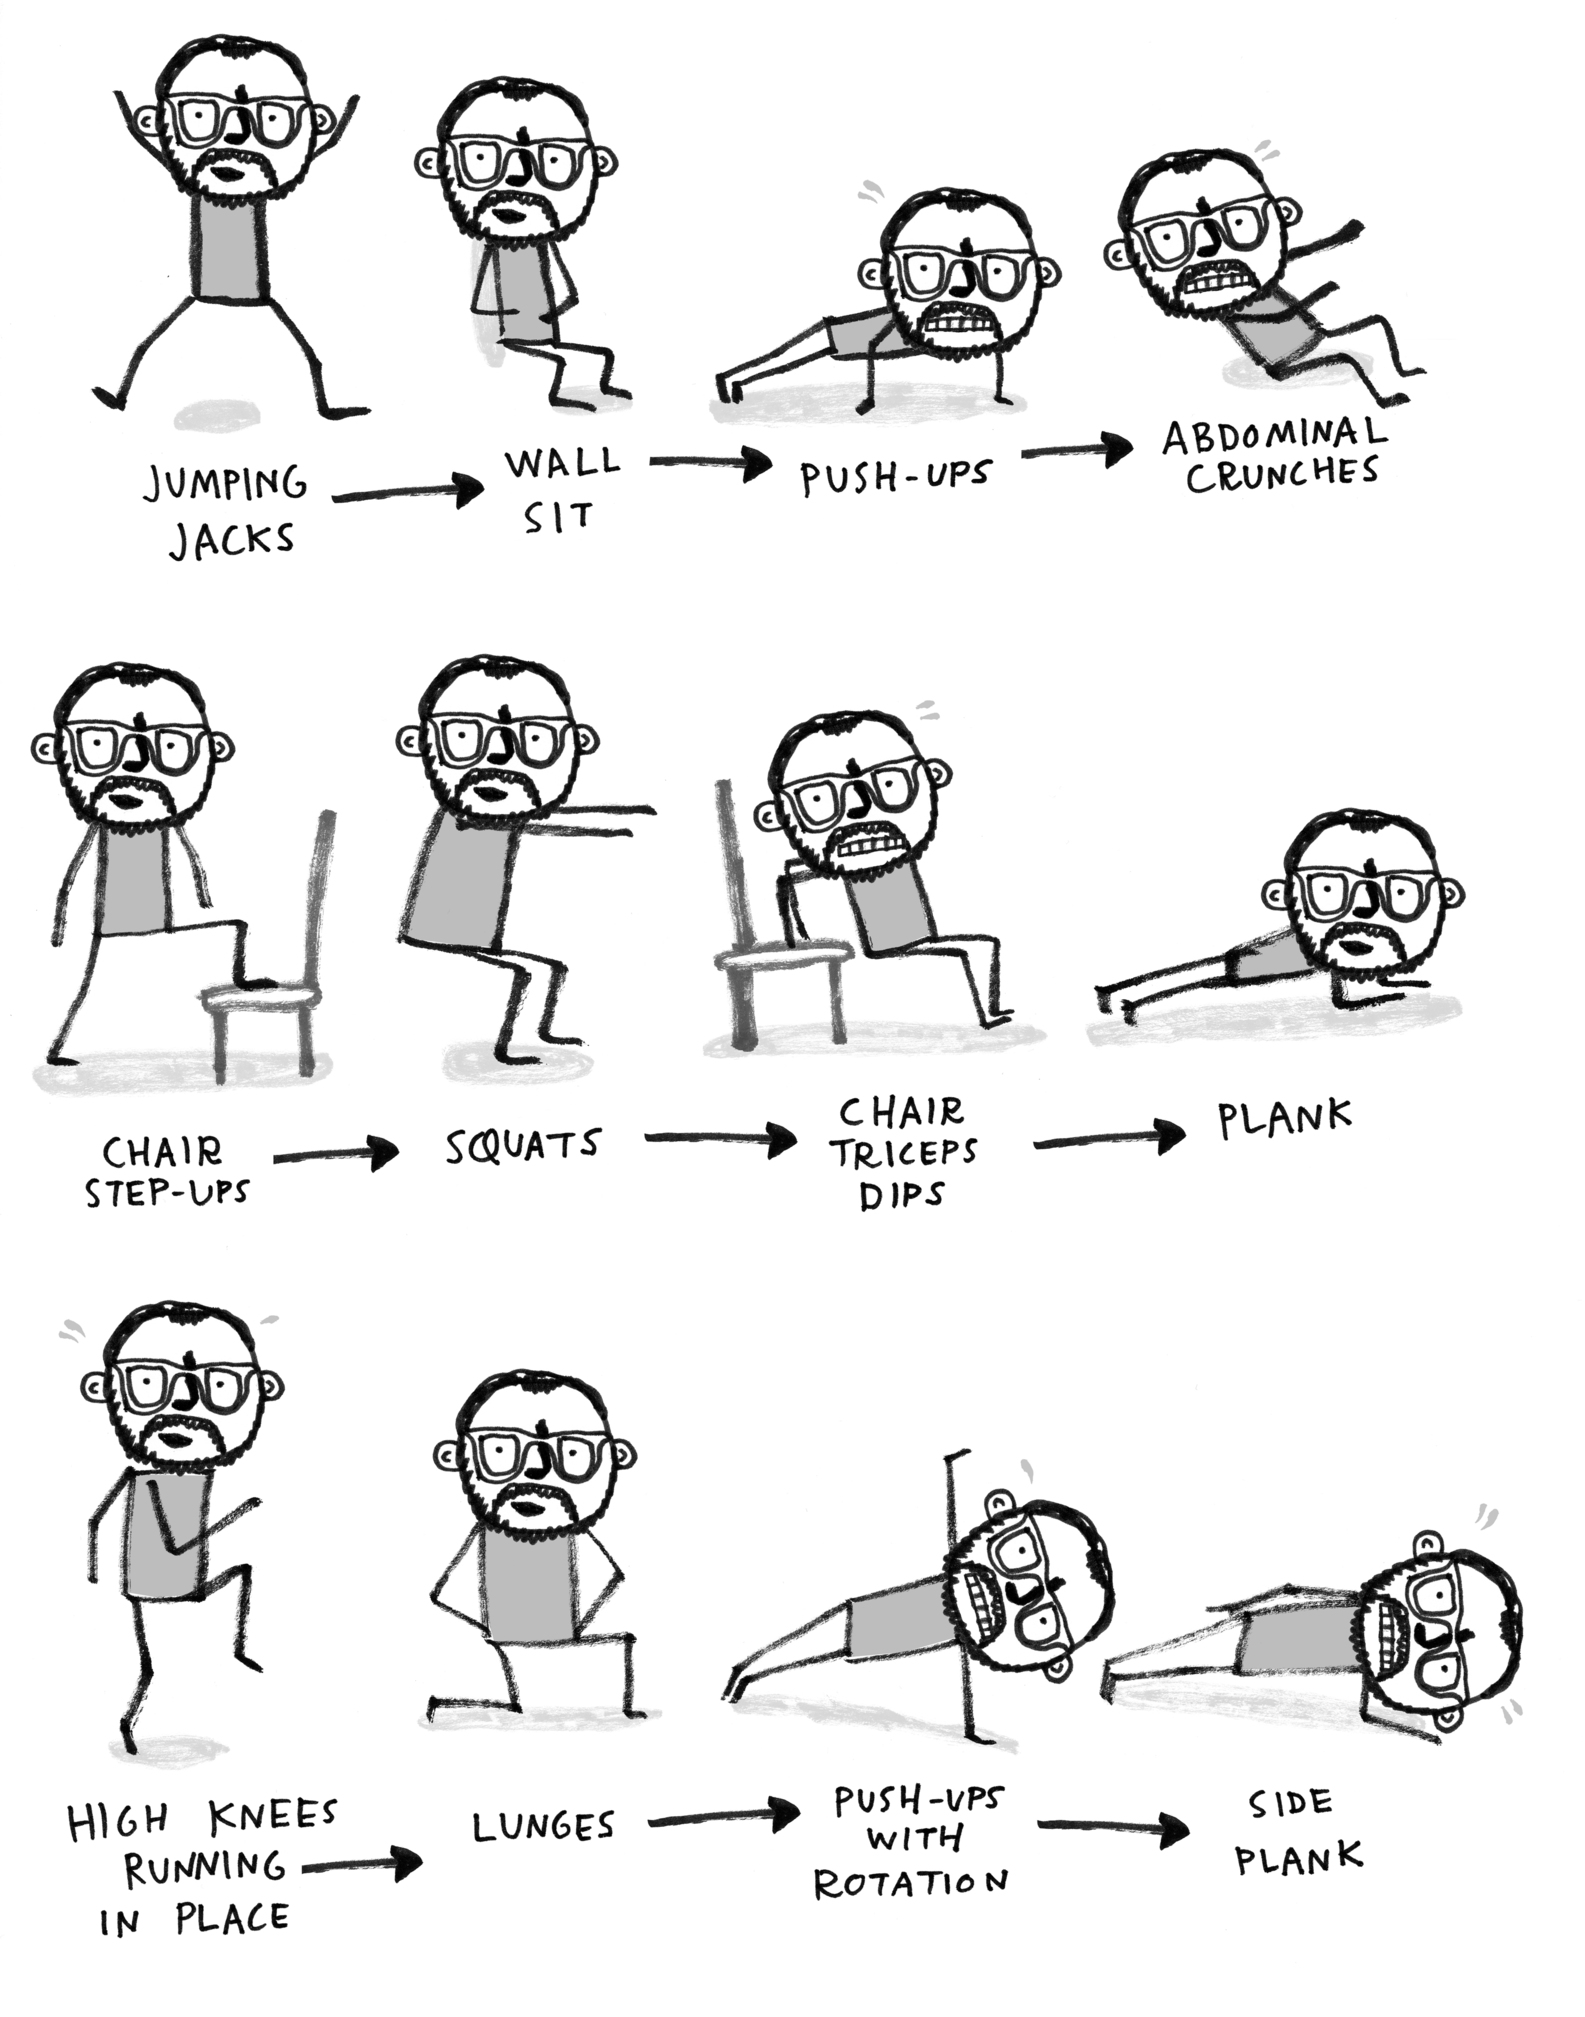 JUMPING
JACKS
WALL
SIT
PUSH-UPS
ABDOMINAL
CRUNCHES
CHAIR
STEP-UPS
SQUATS
CHAIR
TRICEPS
DIPS
PLANK
HIGH KNEES
RUNNING
IN PLACE
LUNGES
PUSH-UPS
WITH
ROTATION
SIDE
PLANK